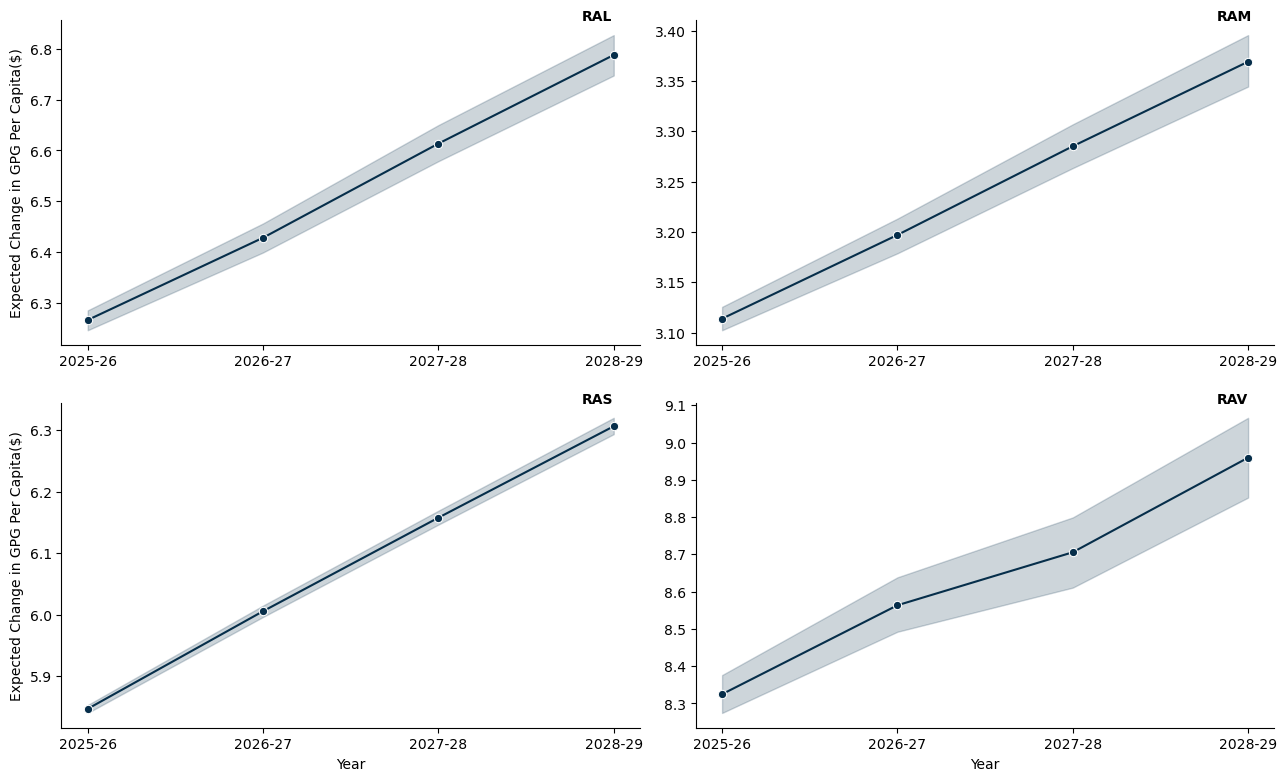 RAL
Expected Change in GPG Per Capita($)
6.8
6.7
6.6
6.5
6.4
6.3
2025-26 2026-27 2027-28 2028-29
RAM
3.40
3.35
3.30
3.25
3.20
3.15
3.10
2025-26 2026-27 2027-28 2028-29
RAS
Expected Change in GPG Per Capita($)
6.3
6.2
6.1
6.0
5.9
2025-26 2026-27 2027-28 2028-29
Year
RAV
9.1
9.0
8.9
8.8
8.7
8.6
8.5
8.4
8.3
2025-26 2026-27 2027-28 2028-29
Year